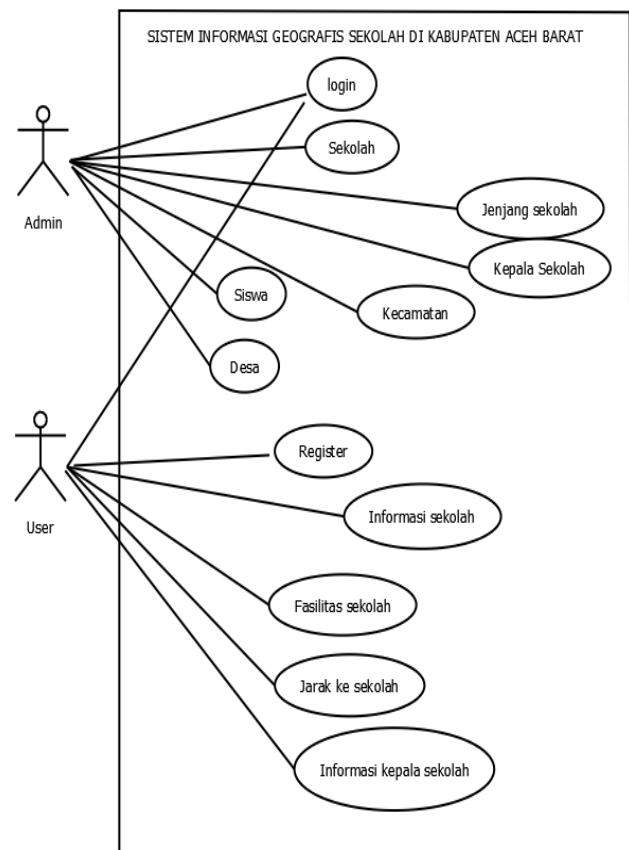 SISTEM INFORMASI GEOGRAFIS SEKOLAH DI KABUPATEN ACEH BARAT
login
Sekolah
Admin
Jenjang sekolah
Kepala Sekolah
Siswa
Kecamatan
Desa
Register
User
Informasi sekolah
Fasilitas sekolah
Jarak ke sekolah
Informasi kepala sekolah